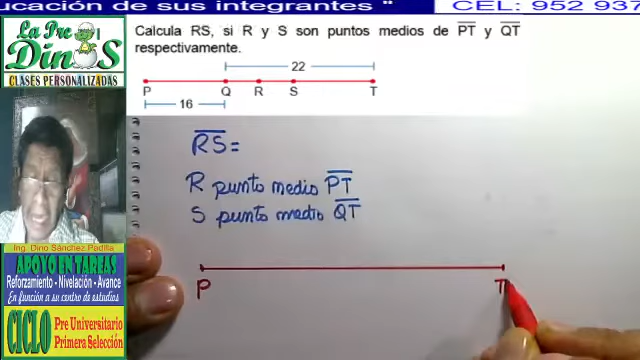 ucación de sus integrantes "
CEL: 952 937
La Pre
DinoS
CLASES PERSONALIZADAS
Calcula RS, si R y S son puntos medios de PT y QT
respectivamente.
22
P Q R S T
16
RS=
R punto medio PT
S punto medio QT
P T
Ing. Dino Sánchez Padilla
APOYO EN TAREAS
Reforzamiento - Nivelación - Avance
En función a su centro de estudios
CICLO
Pre Universitario
Primera Selección